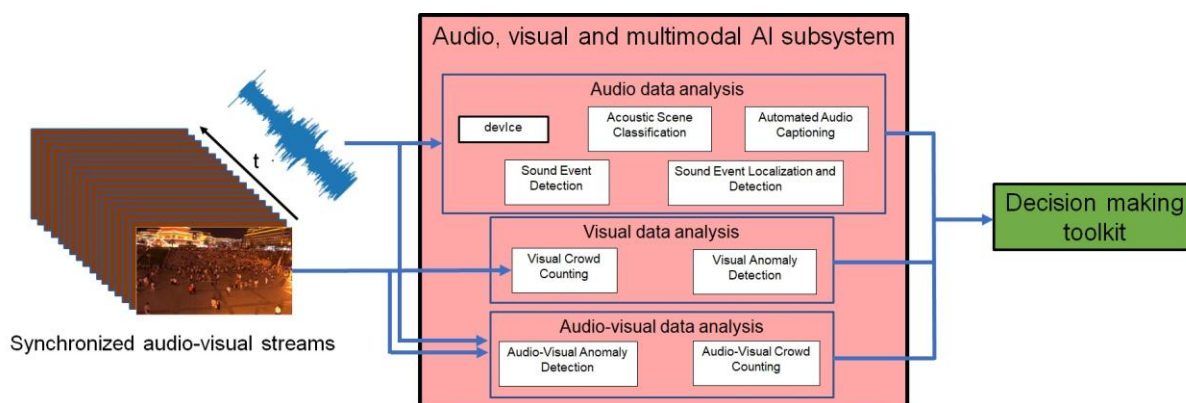 Audio, visual and multimodal AI subsystem
Audio data analysis
devIce
Acoustic Scene
Classification
Automated Audio
Captioning
Sound Event
Detection
Sound Event Localization and
Detection
t
Visual data analysis
Visual Crowd
Counting
Visual Anomaly
Detection
Audio-visual data analysis
Audio-Visual Anomaly
Detection
Audio-Visual Crowd
Counting
Synchronized audio-visual streams
Decision making
toolkit